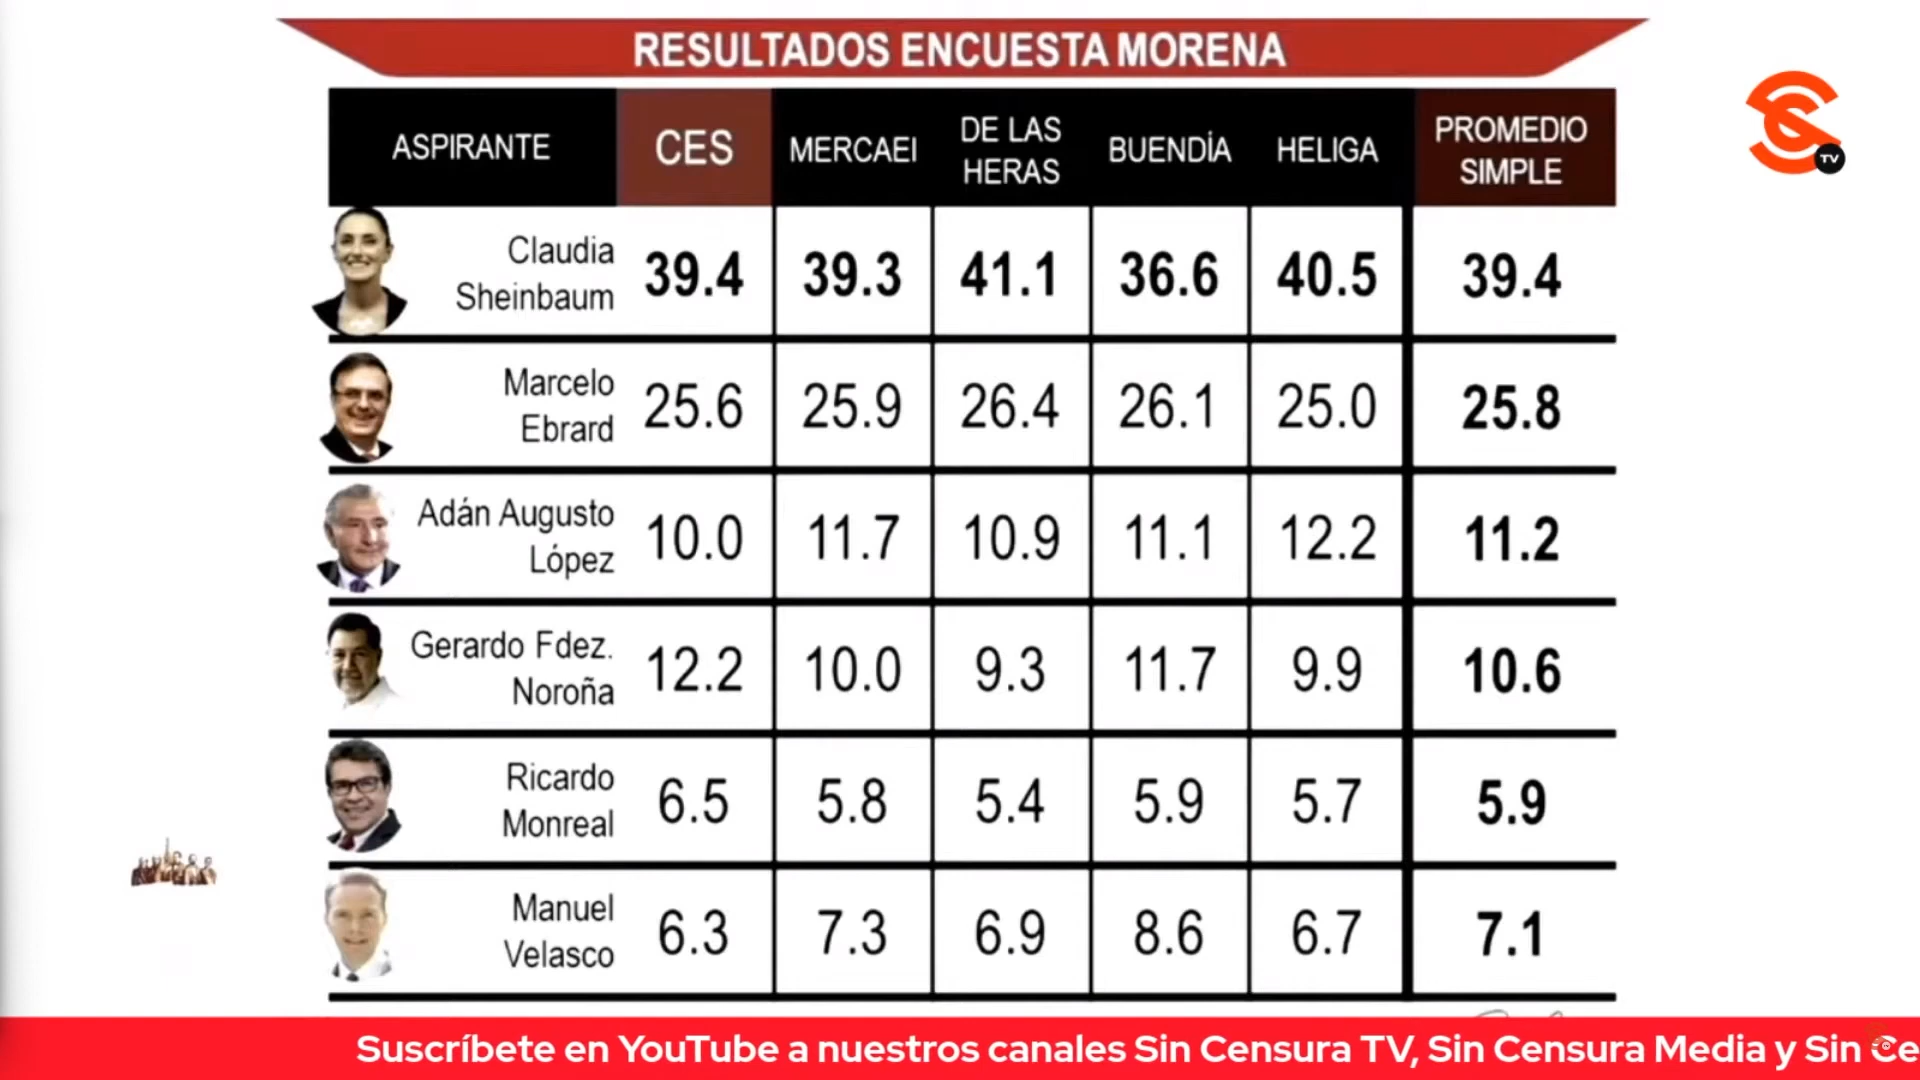 RESULTADOS ENCUESTA MORENA
TV
ASPIRANTE CES MERCAEI DE LAS HERAS BUENDÍA HELIGA PROMEDIO SIMPLE
Claudia Sheinbaum 39.4 39.3 41.1 36.6 40.5 39.4
Marcelo Ebrard 25.6 25.9 26.4 26.1 25.0 25.8
Adán Augusto López 10.0 11.7 10.9 11.1 12.2 11.2
Gerardo Fdez. Noroña 12.2 10.0 9.3 11.7 9.9 10.6
Ricardo Monreal 6.5 5.8 5.4 5.9 5.7 5.9
Manuel Velasco 6.3 7.3 6.9 8.6 6.7 7.1
Suscríbete en YouTube a nuestros canales Sin Censura TV, Sin Censura Media y Sin Ce